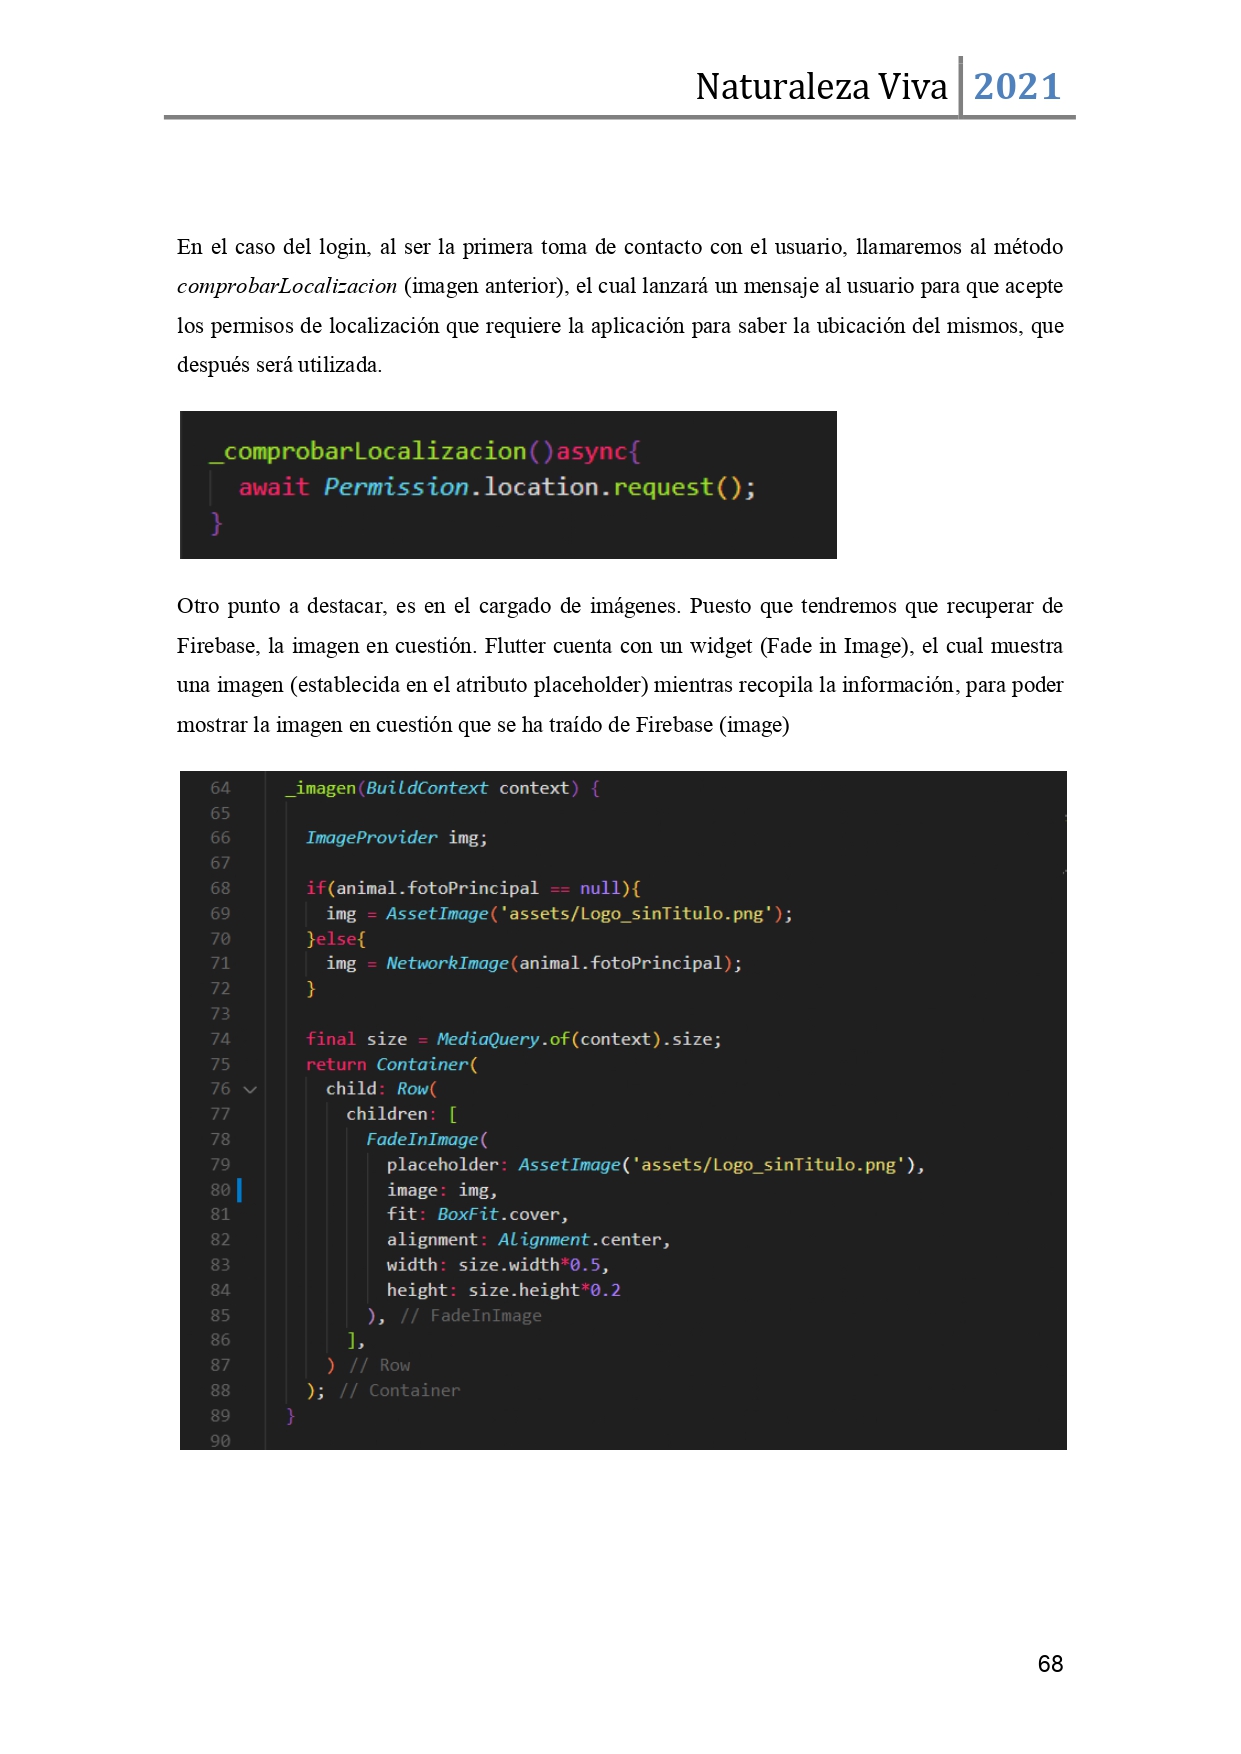 Naturaleza Viva 2021
En el caso del login, al ser la primera toma de contacto con el usuario, llamaremos al método
comprobarLocalizacion (imagen anterior), el cual lanzará un mensaje al usuario para que acepte
los permisos de localización que requiere la aplicación para saber la ubicación del mismos, que
después será utilizada.
_comprobarLocalizacion()async{
  await Permission.location.request();
}
Otro punto a destacar, es en el cargado de imágenes. Puesto que tendremos que recuperar de
Firebase, la imagen en cuestión. Flutter cuenta con un widget (Fade in Image), el cual muestra
una imagen (establecida en el atributo placeholder) mientras recopila la información, para poder
mostrar la imagen en cuestión que se ha traído de Firebase (image)
64 _imagen(BuildContext context) {
65
66   ImageProvider img;
67
68   if(animal.fotoPrincipal == null){
69     img = AssetImage('assets/Logo_sinTitulo.png');
70   }else{
71     img = NetworkImage(animal.fotoPrincipal);
72   }
73
74   final size = MediaQuery.of(context).size;
75   return Container(
76     child: Row(
77       children: [
78         FadeInImage(
79           placeholder: AssetImage('assets/Logo_sinTitulo.png'),
80           image: img,
81           fit: BoxFit.cover,
82           alignment: Alignment.center,
83           width: size.width*0.5,
84           height: size.height*0.2
85         ), // FadeInImage
86       ],
87     ) // Row
88   ); // Container
89 }
90
68